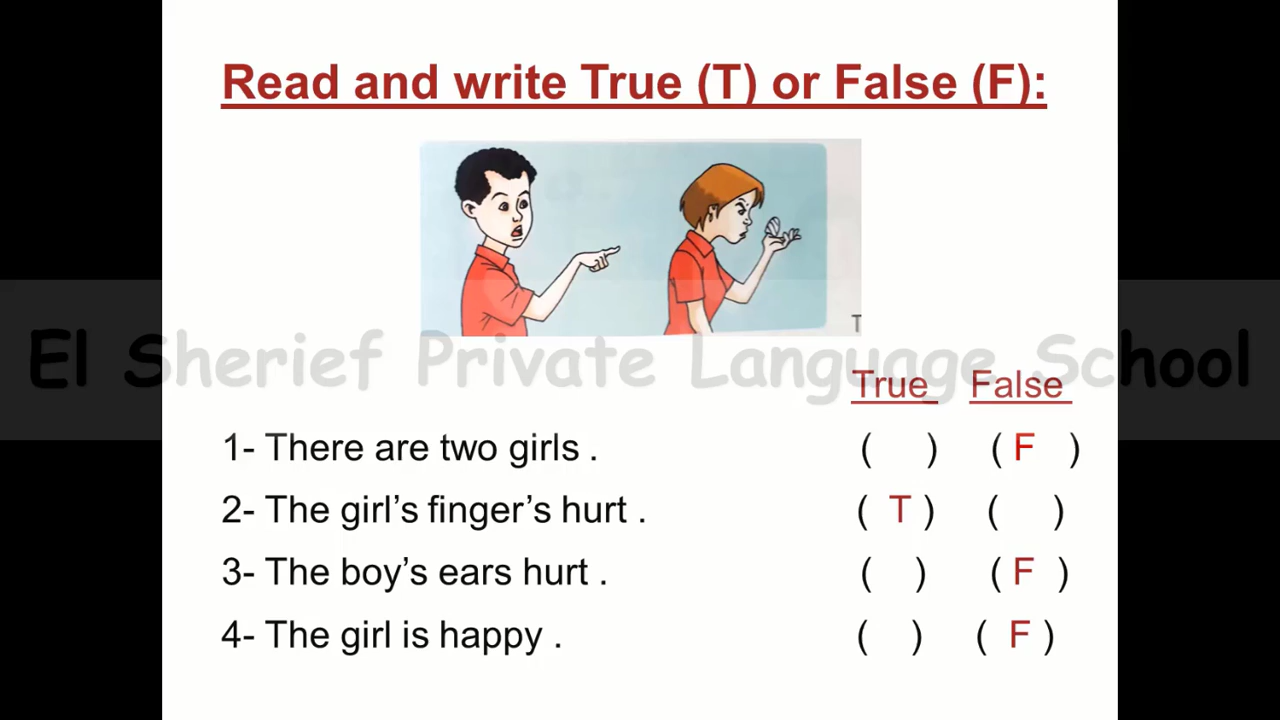 Read and write True (T) or False (F):
T
El Sherief Private Language School
True False
1- There are two girls . ( ) ( F )
2- The girl’s finger’s hurt . ( T ) ( )
3- The boy’s ears hurt . ( ) ( F )
4- The girl is happy . ( ) ( F )